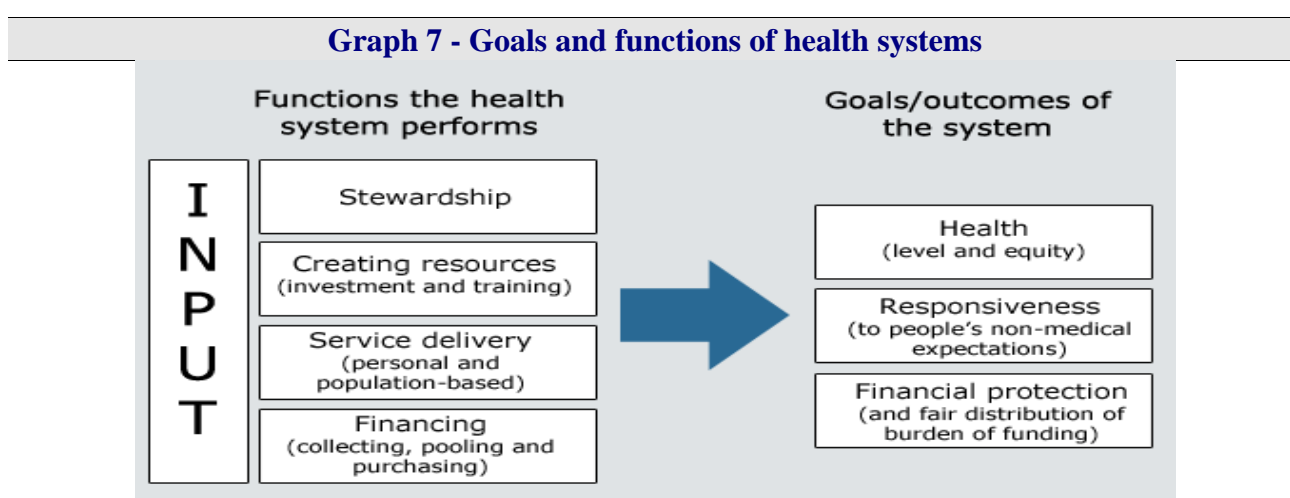 Graph 7 - Goals and functions of health systems
Functions the health
system performs
I
N
P
U
T
Stewardship
Creating resources
(investment and training)
Service delivery
(personal and
population-based)
Financing
(collecting, pooling and
purchasing)
Goals/outcomes of
the system
Health
(level and equity)
Responsiveness
(to people's non-medical
expectations)
Financial protection
(and fair distribution of
burden of funding)